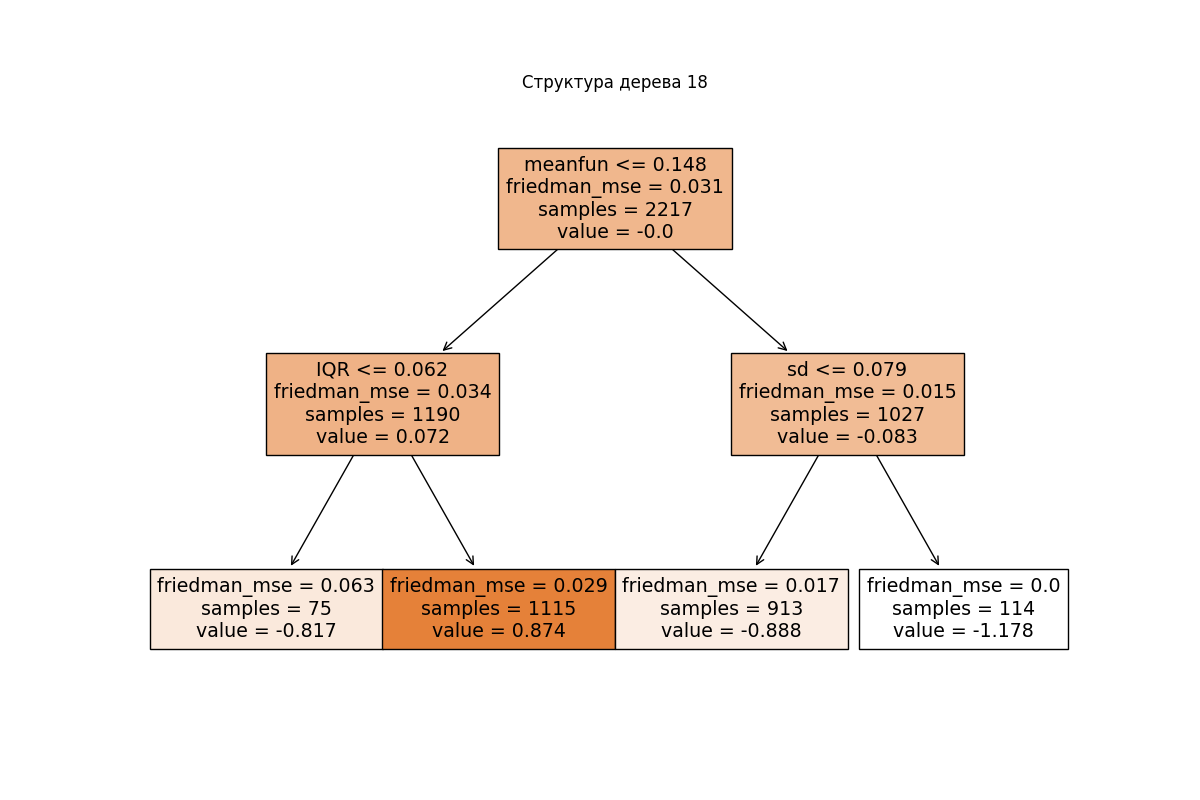 Структура дерева 18
meanfun <= 0.148
friedman_mse = 0.031
samples = 2217
value = -0.0
IQR <= 0.062
friedman_mse = 0.034
samples = 1190
value = 0.072
sd <= 0.079
friedman_mse = 0.015
samples = 1027
value = -0.083
friedman_mse = 0.063
samples = 75
value = -0.817
friedman_mse = 0.029
samples = 1115
value = 0.874
friedman_mse = 0.017
samples = 913
value = -0.888
friedman_mse = 0.0
samples = 114
value = -1.178